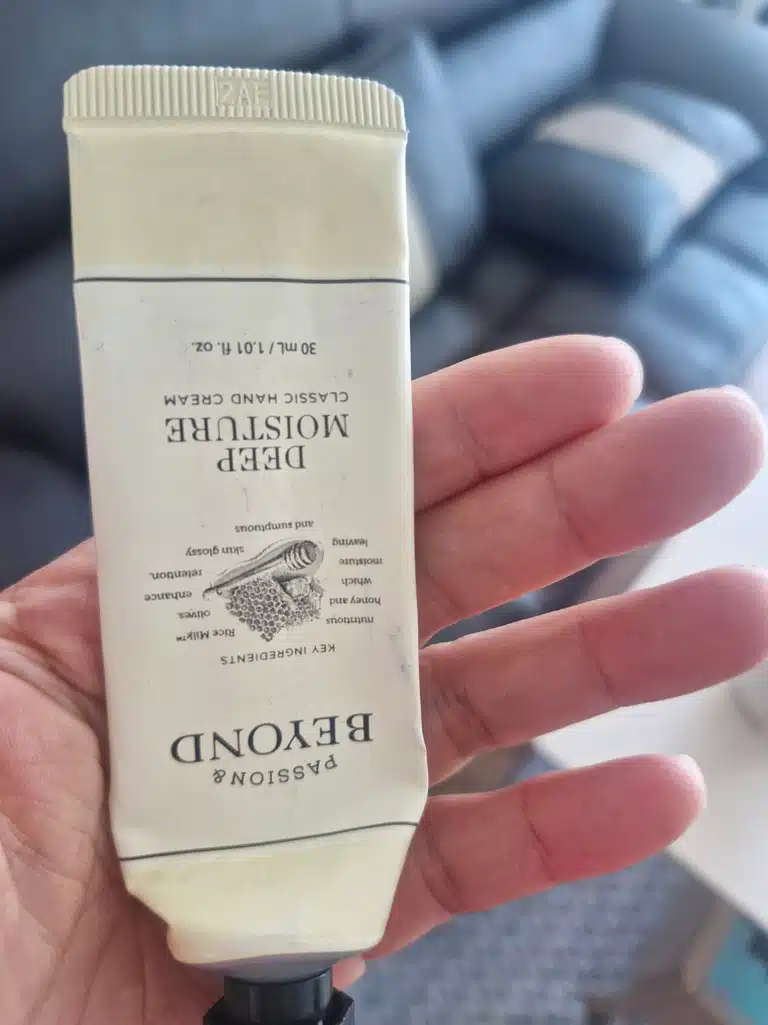 PASSION&
BEYOND
KEY INGREDIENTS
nutritious Rice Milk™
honey and olives.
which enhance
moisture retention.
leaving skin glossy
and sumptuous
DEEP
MOISTURE
CLASSIC HAND CREAM
30 mL / 1.01 fl. oz.